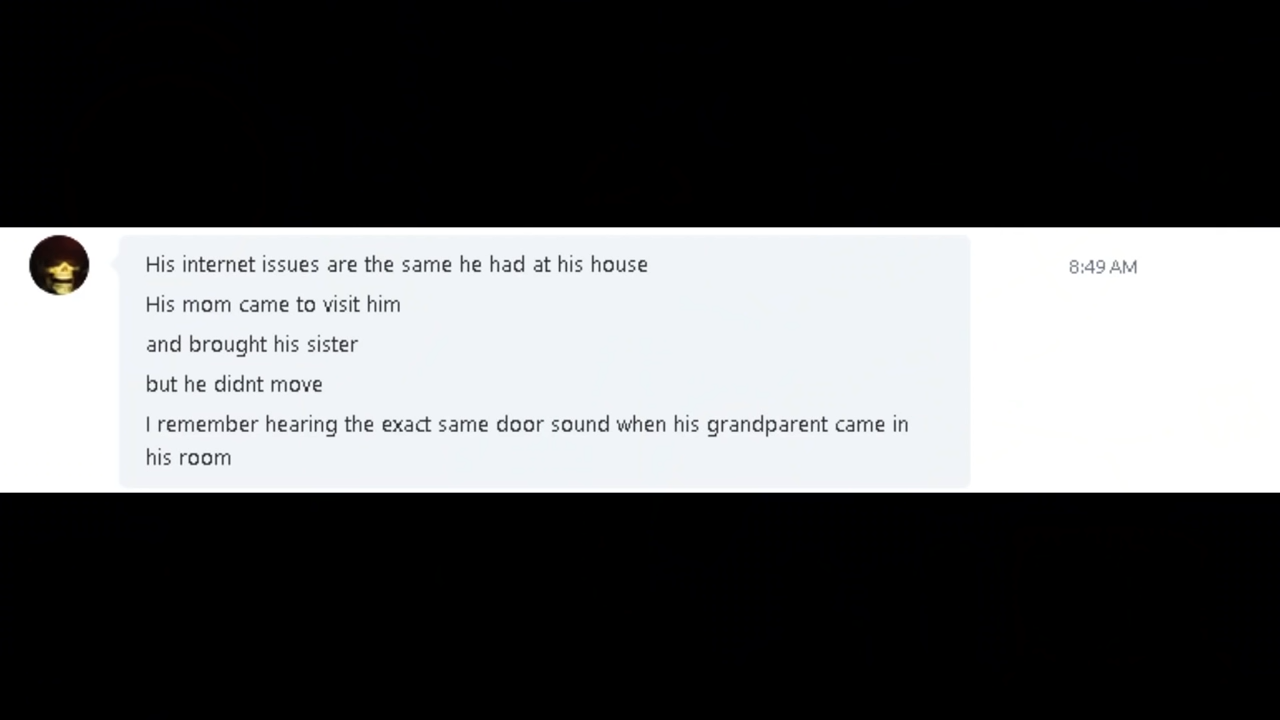 His internet issues are the same he had at his house
8:49 AM
His mom came to visit him
and brought his sister
but he didnt move
I remember hearing the exact same door sound when his grandparent came in
his room